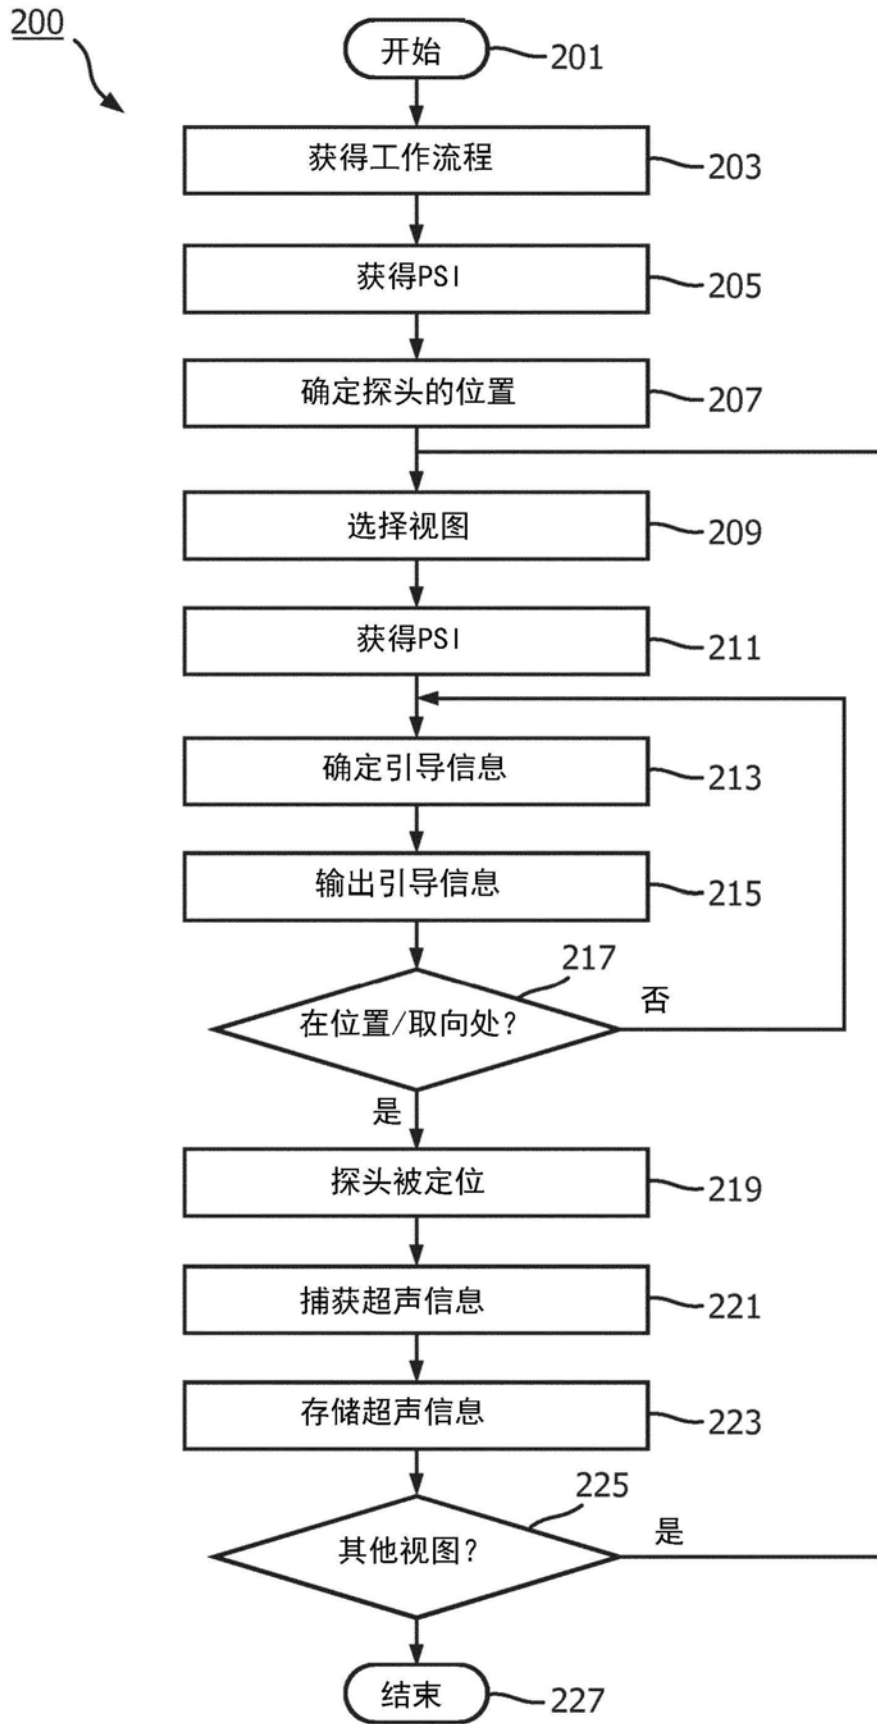 200
开始
201
获得工作流程
203
获得PSI
205
确定探头的位置
207
选择视图
209
获得PSI
211
确定引导信息
213
输出引导信息
215
217
在位置/取向处?
否
是
探头被定位
219
捕获超声信息
221
存储超声信息
223
225
其他视图?
是
结束
227